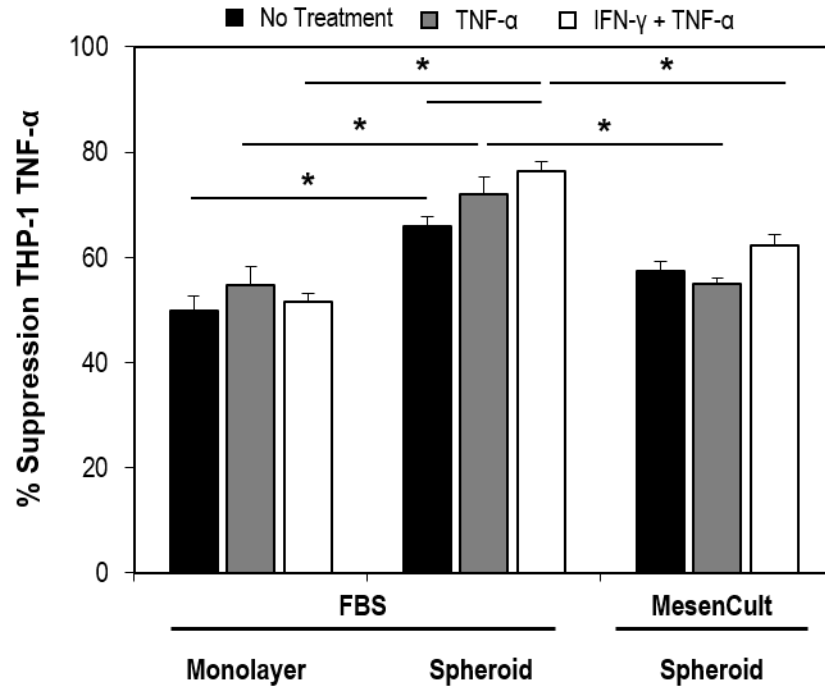 No Treatment TNF-α IFN-γ + TNF-α
% Suppression THP-1 TNF-α
100
80
60
40
20
0
* *
* *
*
FBS MesenCult
Monolayer Spheroid Spheroid